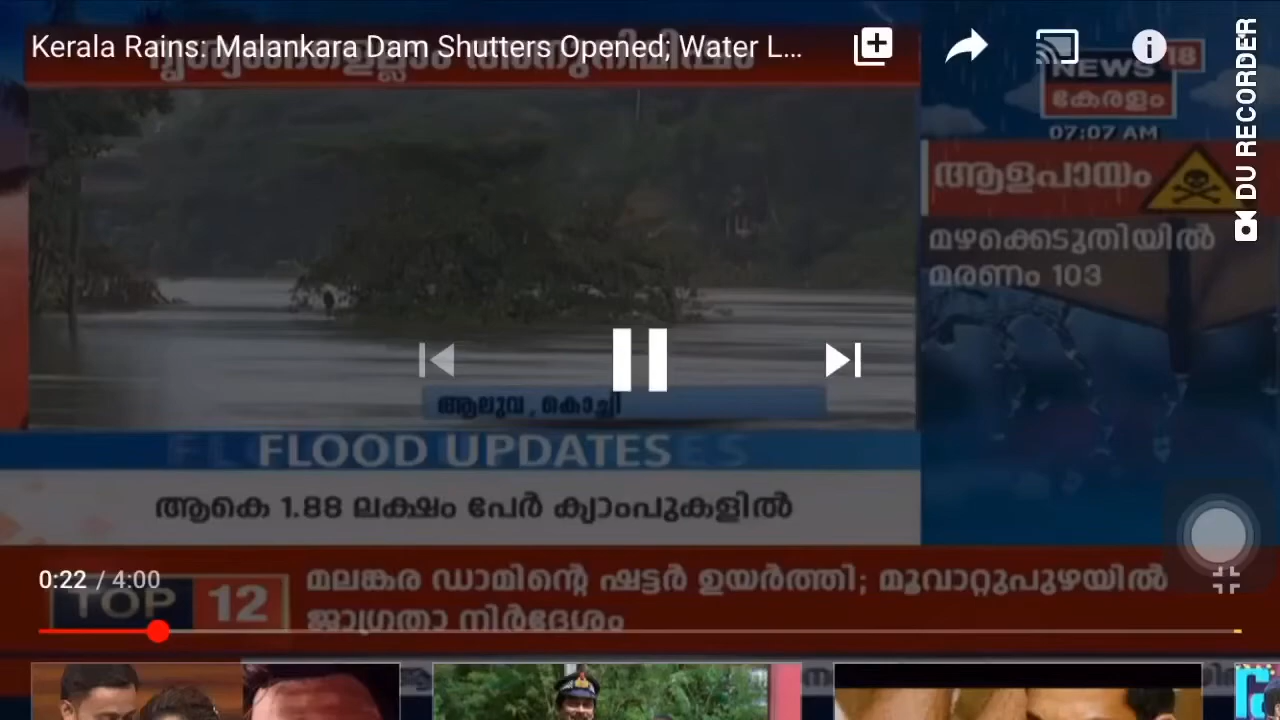 Kerala Rains: Malankara Dam Shutters Opened; Water L...
NEWS 18
കേരളം
07:07 AM
DU RECORDER
ആളപായം
മഴക്കെടുതിയിൽ
മരണം 103
ആലുവ , കൊച്ചി
FLOOD UPDATES
ആകെ 1.88 ലക്ഷം പേർ ക്യാംപുകളിൽ
0:22 / 4:00
TOP 12
മലങ്കര ഡാമിന്റെ ഷട്ടർ ഉയർത്തി; മൂവാറ്റുപുഴയിൽ
ജാഗ്രതാ നിർദേശം